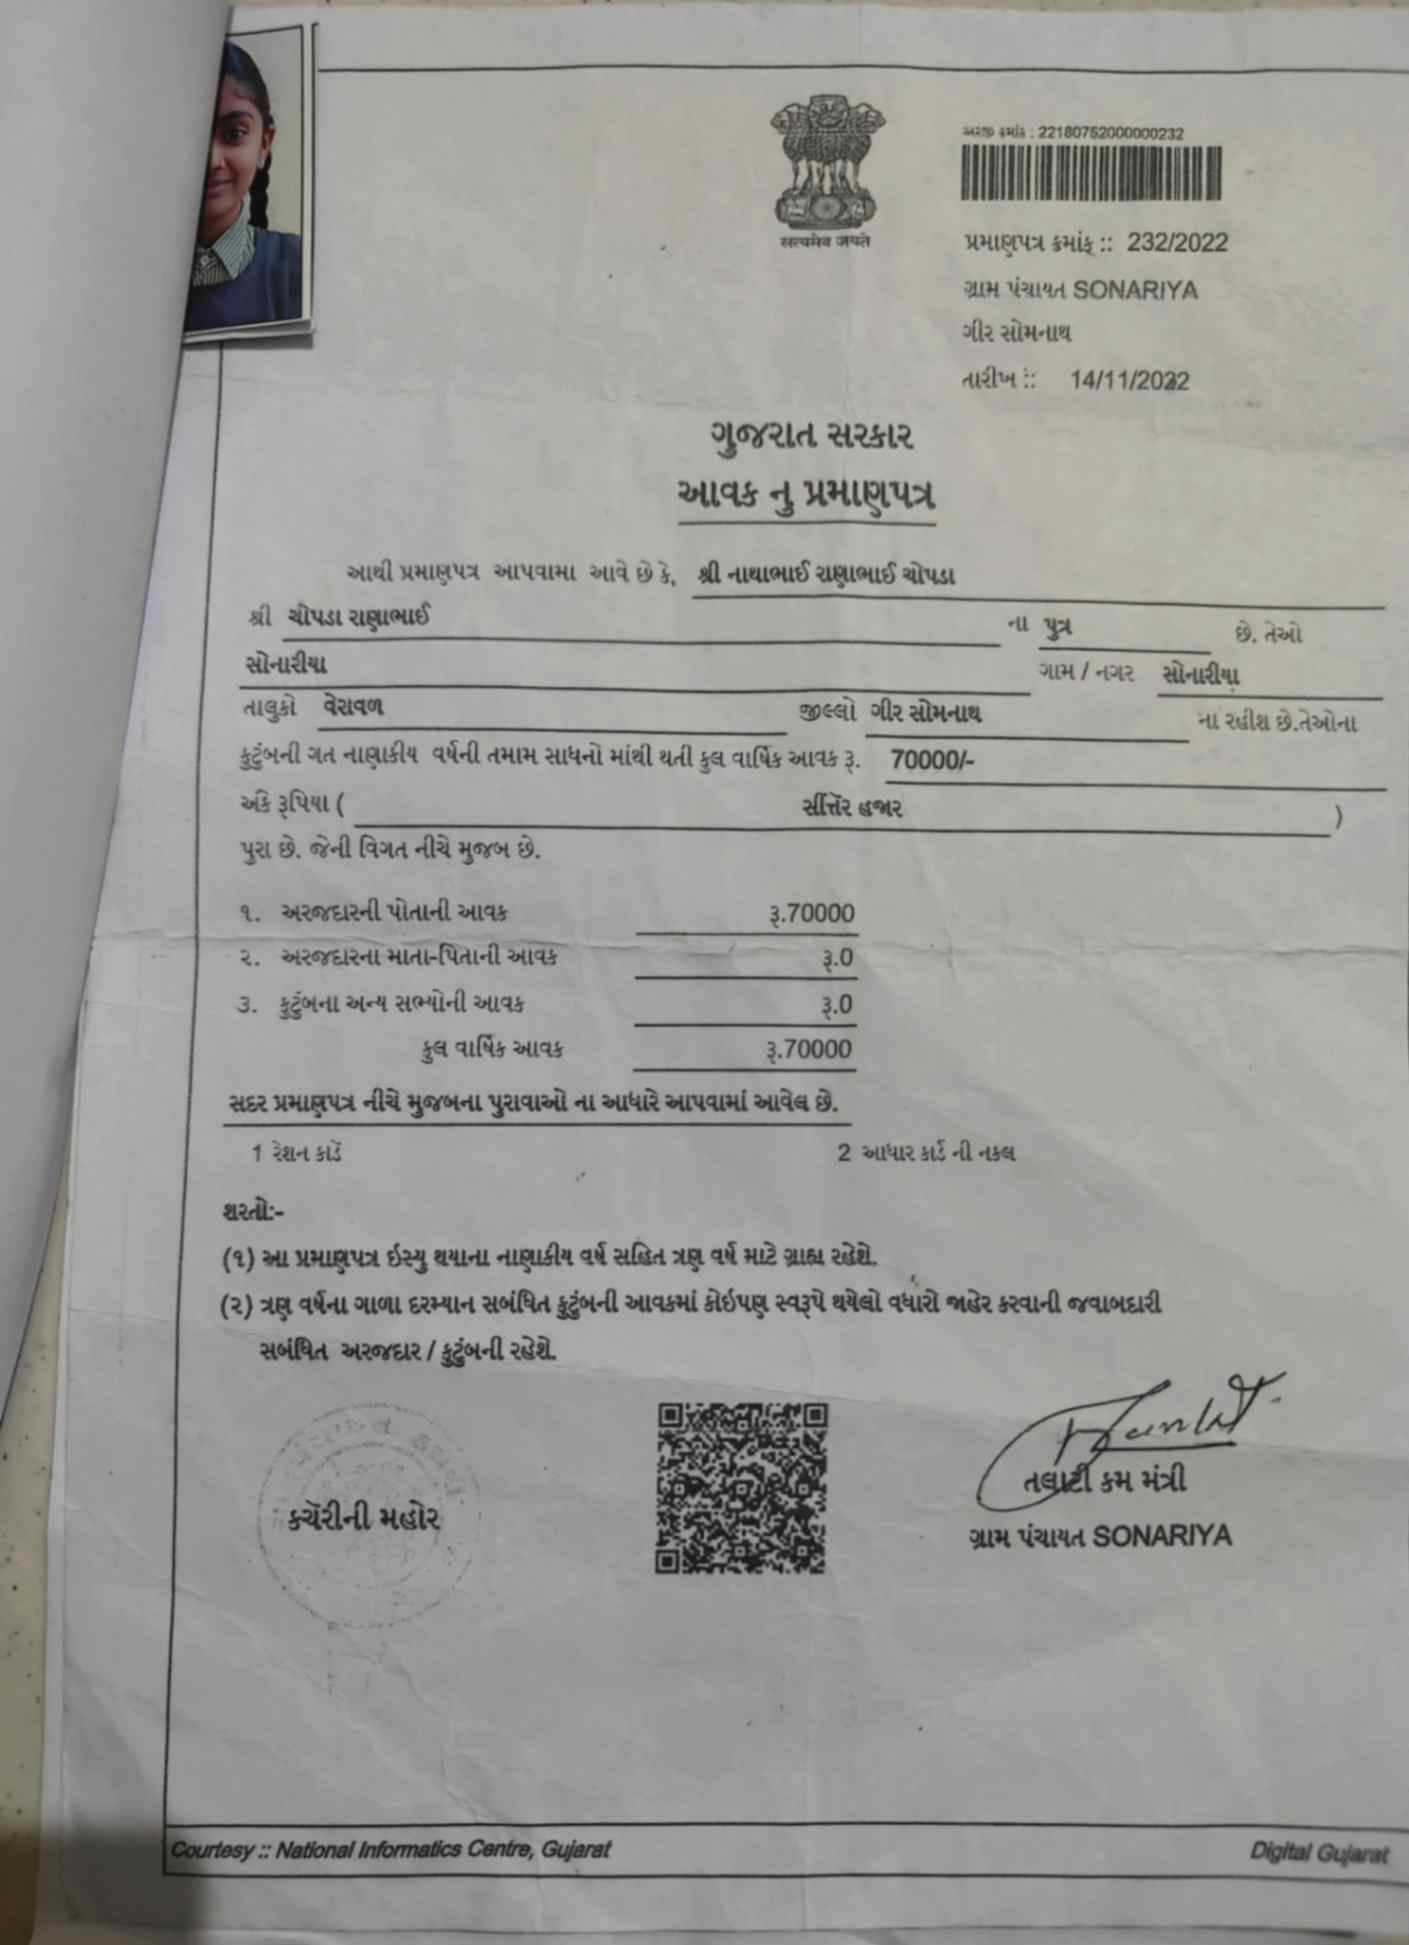 અરજી ક્રમાંક : 22180752000000232
सत्यमेव जयते
પ્રમાણપત્ર ક્રમાંક :: 232/2022
ગ્રામ પંચાયત SONARIYA
ગીર સોમનાથ
તારીખ :: 14/11/2022
ગુજરાત સરકાર
આવક નુ પ્રમાણપત્ર
આથી પ્રમાણપત્ર આપવામા આવે છે કે, શ્રી નાથાભાઈ રાણાભાઈ ચોપડા
શ્રી ચોપડા રાણાભાઈ ના પુત્ર છે. તેઓ
સોનારીયા ગામ / નગર સોનારીયા
તાલુકો વેરાવળ જીલ્લો ગીર સોમનાથ ના રહીશ છે.તેઓના
કુટુંબની ગત નાણાકીય વર્ષની તમામ સાધનો માંથી થતી કુલ વાર્ષિક આવક રૂ. 70000/-
અંકે રૂપિયા ( હજાર )
પુરા છે. જેની વિગત નીચે મુજબ છે.
૧. અરજદારની પોતાની આવક રૂ.70000
૨. અરજદારના માતા-પિતાની આવક રૂ.0
૩. કુટુંબના અન્ય સભ્યોની આવક રૂ.0
કુલ વાર્ષિક આવક રૂ.70000
સદર પ્રમાણપત્ર નીચે મુજબના પુરાવાઓ ના આધારે આપવામાં આવેલ છે.
1 રેશન કાર્ડ 2 આધાર કાર્ડ ની નકલ
શરતો:-
(૧) આ પ્રમાણપત્ર ઇસ્યુ થયાના નાણાકીય વર્ષ સહિત ત્રણ વર્ષ માટે ગ્રાહ્ય રહેશે.
(૨) ત્રણ વર્ષના ગાળા દરમ્યાન સબંધિત કુટુંબની આવકમાં કોઇપણ સ્વરૂપે થયેલો વધારો જાહેર કરવાની જવાબદારી
સબંધિત અરજદાર / કુટુંબની રહેશે.
કચેરીની મહોર
તલાટી કમ મંત્રી
ગ્રામ પંચાયત SONARIYA
Courtesy :: National Informatics Centre, Gujarat Digital Gujarat